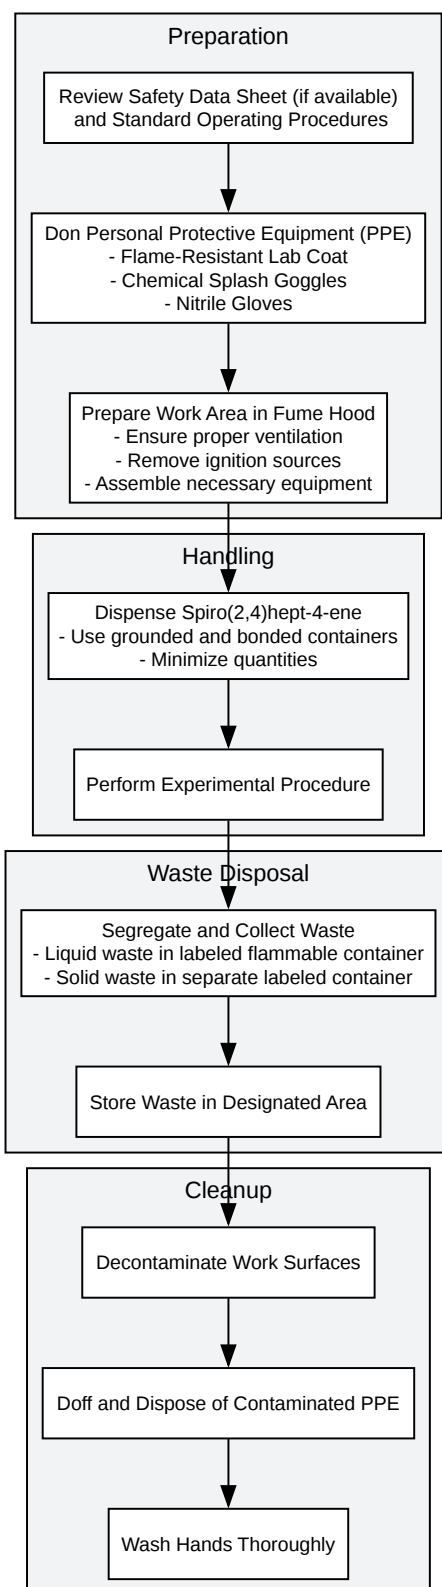 Preparation
Review Safety Data Sheet (if available)
and Standard Operating Procedures
Don Personal Protective Equipment (PPE)
- Flame-Resistant Lab Coat
- Chemical Splash Goggles
- Nitrile Gloves
Prepare Work Area in Fume Hood
- Ensure proper ventilation
- Remove ignition sources
- Assemble necessary equipment
Handling
Dispense Spiro(2,4)hept-4-ene
- Use grounded and bonded containers
- Minimize quantities
Perform Experimental Procedure
Waste Disposal
Segregate and Collect Waste
- Liquid waste in labeled flammable container
- Solid waste in separate labeled container
Store Waste in Designated Area
Cleanup
Decontaminate Work Surfaces
Doff and Dispose of Contaminated PPE
Wash Hands Thoroughly